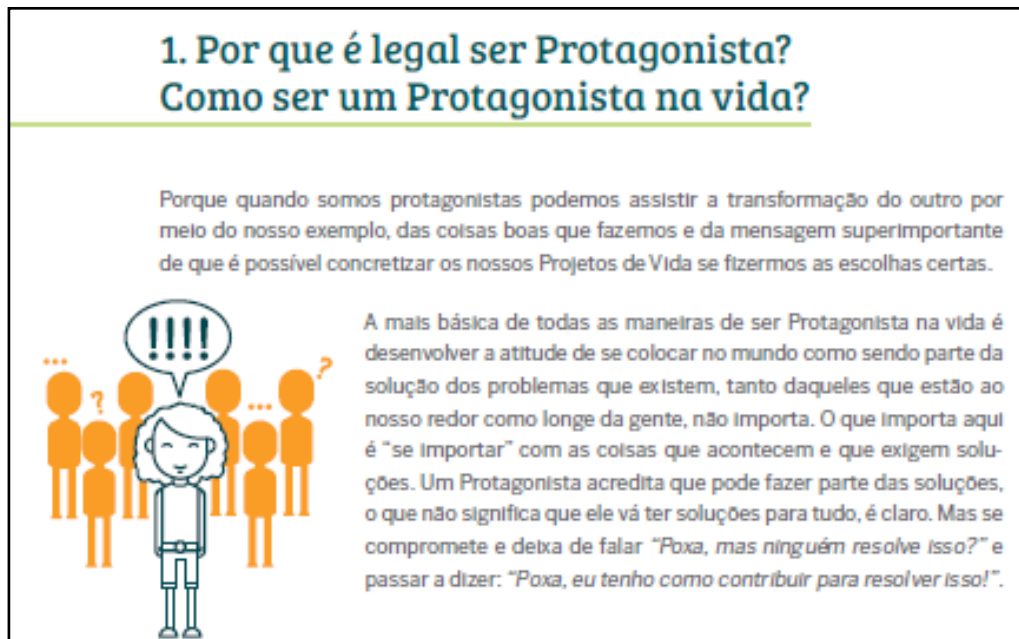 1. Por que é legal ser Protagonista?
Como ser um Protagonista na vida?
Porque quando somos protagonistas podemos assistir a transformação do outro por
meio do nosso exemplo, das coisas boas que fazemos e da mensagem superimportante
de que é possível concretizar os nossos Projetos de Vida se fizermos as escolhas certas.
!!!!
...
?
...
?
A mais básica de todas as maneiras de ser Protagonista na vida é
desenvolver a atitude de se colocar no mundo como sendo parte da
solução dos problemas que existem, tanto daqueles que estão ao
nosso redor como longe da gente, não importa. O que importa aqui
é “se importar” com as coisas que acontecem e que exigem solu-
ções. Um Protagonista acredita que pode fazer parte das soluções,
o que não significa que ele vá ter soluções para tudo, é claro. Mas se
compromete e deixa de falar “Poxa, mas ninguém resolve isso?” e
passar a dizer: “Poxa, eu tenho como contribuir para resolver isso!”.